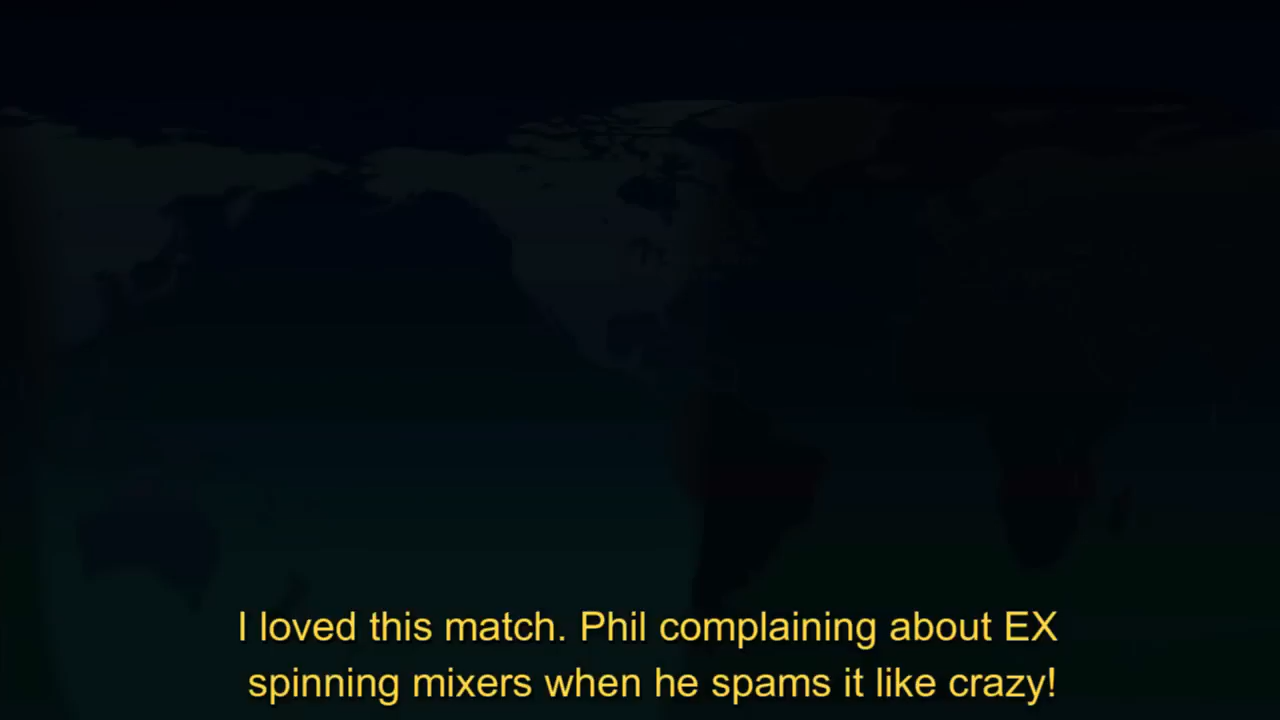 I loved this match. Phil complaining about EX
spinning mixers when he spams it like crazy!